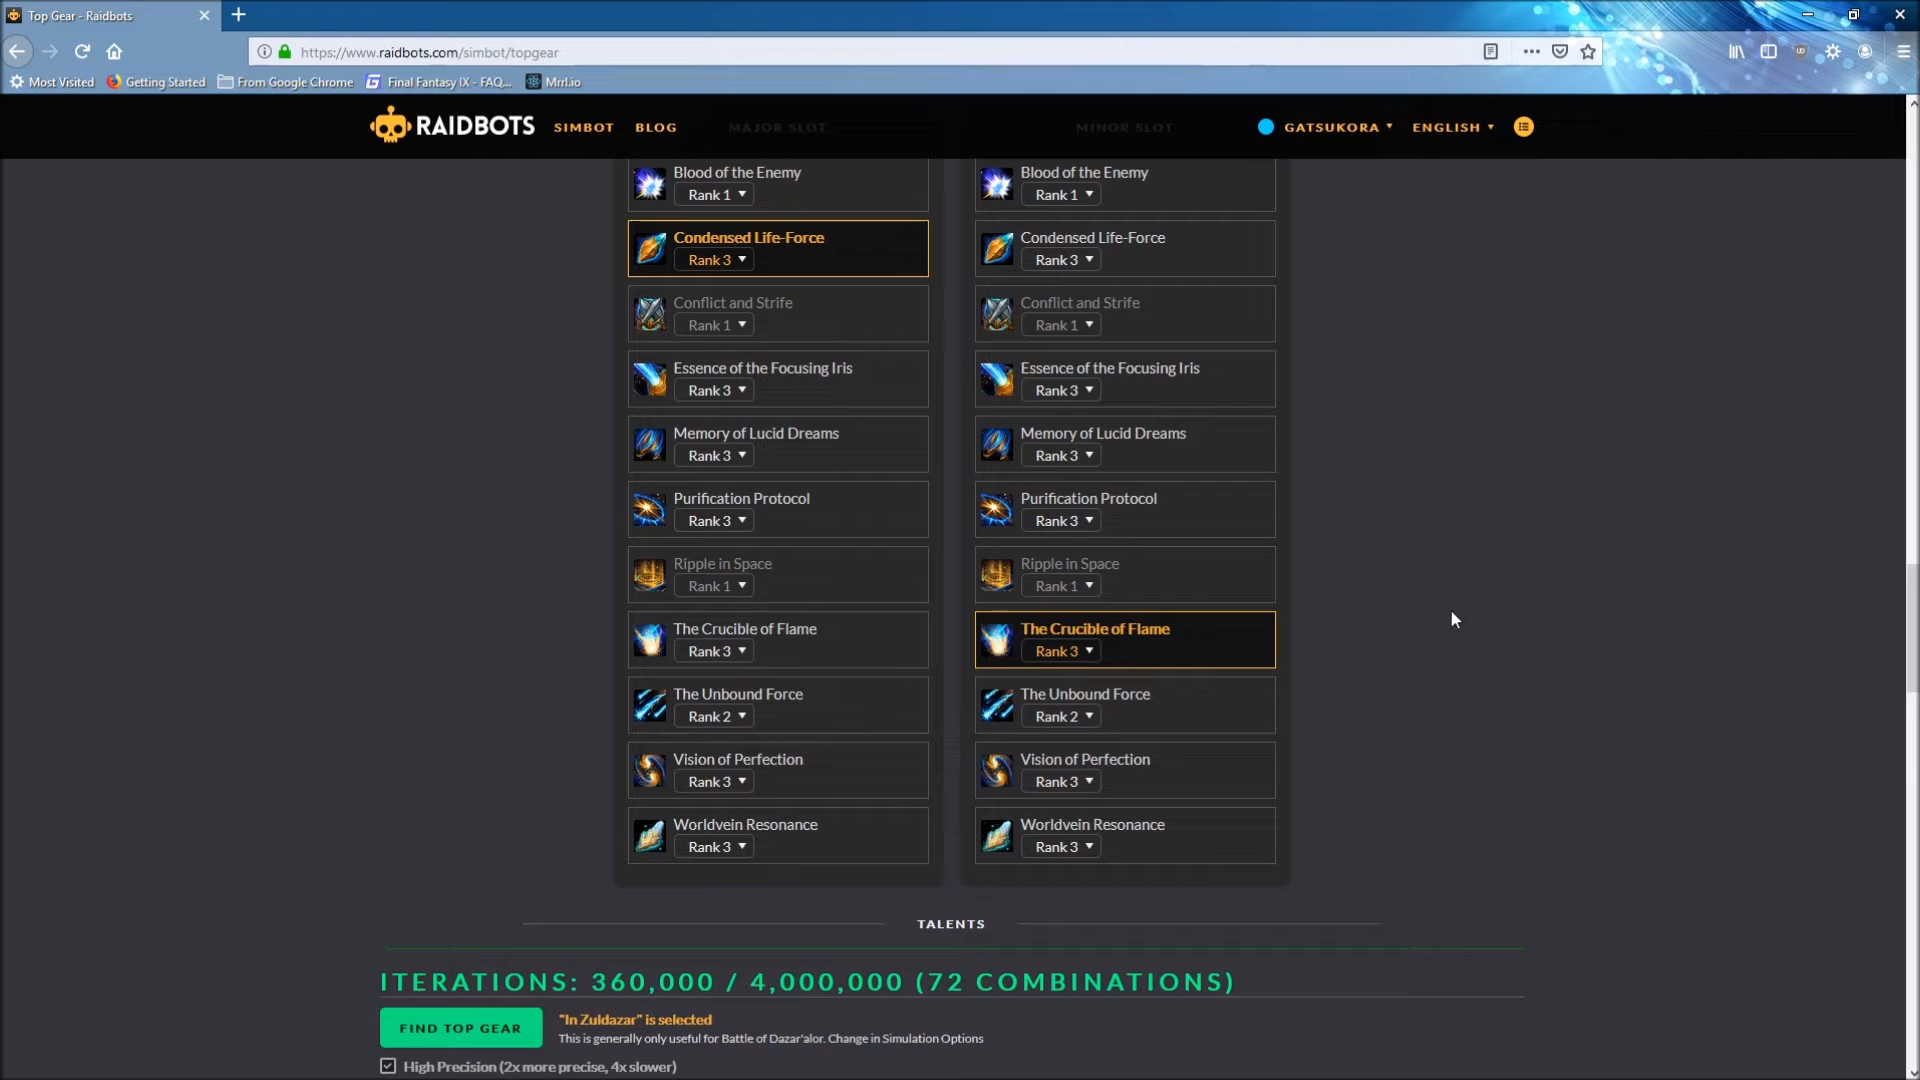 Top Gear - Raidbots
https://www.raidbots.com/simbot/topgear
Most Visited
Getting Started
From Google Chrome
Final Fantasy IX - FAQ...
Mrrl.io
RAIDBOTS
SIMBOT
BLOG
MAJOR SLOT
MINOR SLOT
GATSUKORA
ENGLISH
Blood of the Enemy
Rank 1
Condensed Life-Force
Rank 3
Conflict and Strife
Rank 1
Essence of the Focusing Iris
Rank 3
Memory of Lucid Dreams
Rank 3
Purification Protocol
Rank 3
Ripple in Space
Rank 1
The Crucible of Flame
Rank 3
The Unbound Force
Rank 2
Vision of Perfection
Rank 3
Worldvein Resonance
Rank 3
Blood of the Enemy
Rank 1
Condensed Life-Force
Rank 3
Conflict and Strife
Rank 1
Essence of the Focusing Iris
Rank 3
Memory of Lucid Dreams
Rank 3
Purification Protocol
Rank 3
Ripple in Space
Rank 1
The Crucible of Flame
Rank 3
The Unbound Force
Rank 2
Vision of Perfection
Rank 3
Worldvein Resonance
Rank 3
TALENTS
ITERATIONS: 360,000 / 4,000,000 (72 COMBINATIONS)
FIND TOP GEAR
"In Zuldazar" is selected
This is generally only useful for Battle of Dazar'alor. Change in Simulation Options
High Precision (2x more precise, 4x slower)